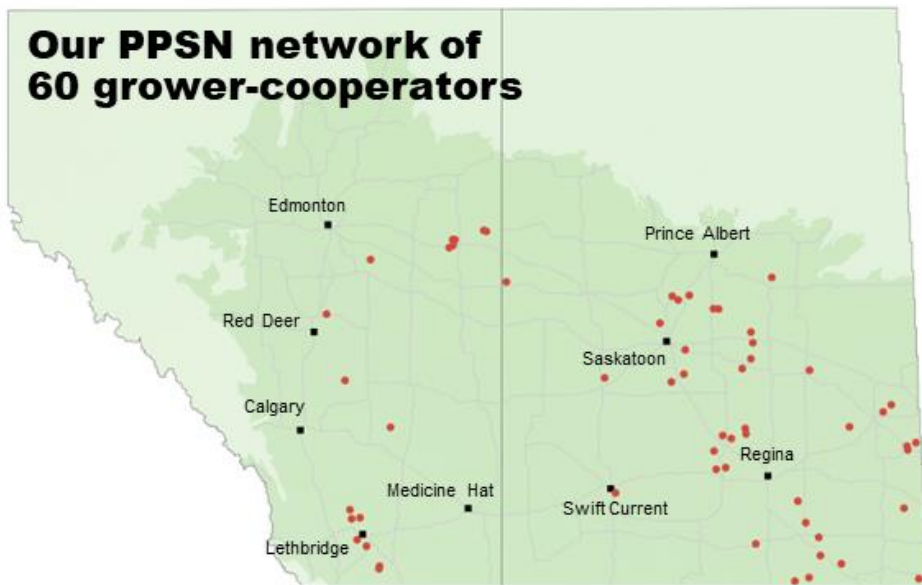 Our PPSN network of
60 grower-cooperators
Edmonton
Prince Albert
Red Deer
Saskatoon
Calgary
Regina
Medicine Hat
Swift Current
Lethbridge